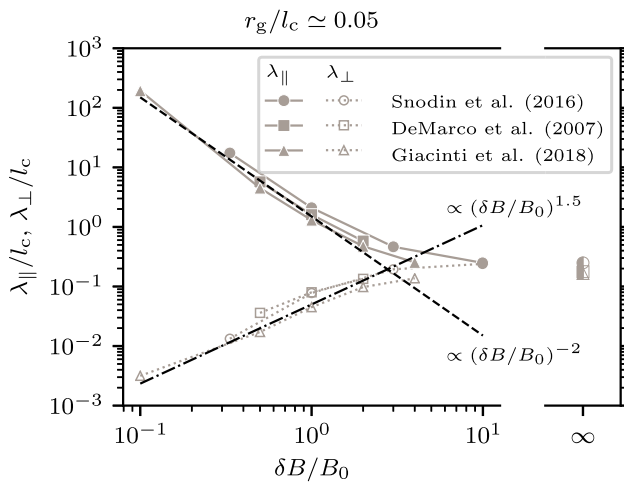 r_g/l_c ≃ 0.05
10^3
10^2
10^1
10^0
10^−1
10^−2
10^−3
λ_∥/l_c, λ_⊥/l_c
λ_∥ λ_⊥
Snodin et al. (2016)
DeMarco et al. (2007)
Giacinti et al. (2018)
∝ (δB/B_0)^1.5
∝ (δB/B_0)^−2
10^−1 10^0 10^1 ∞
δB/B_0